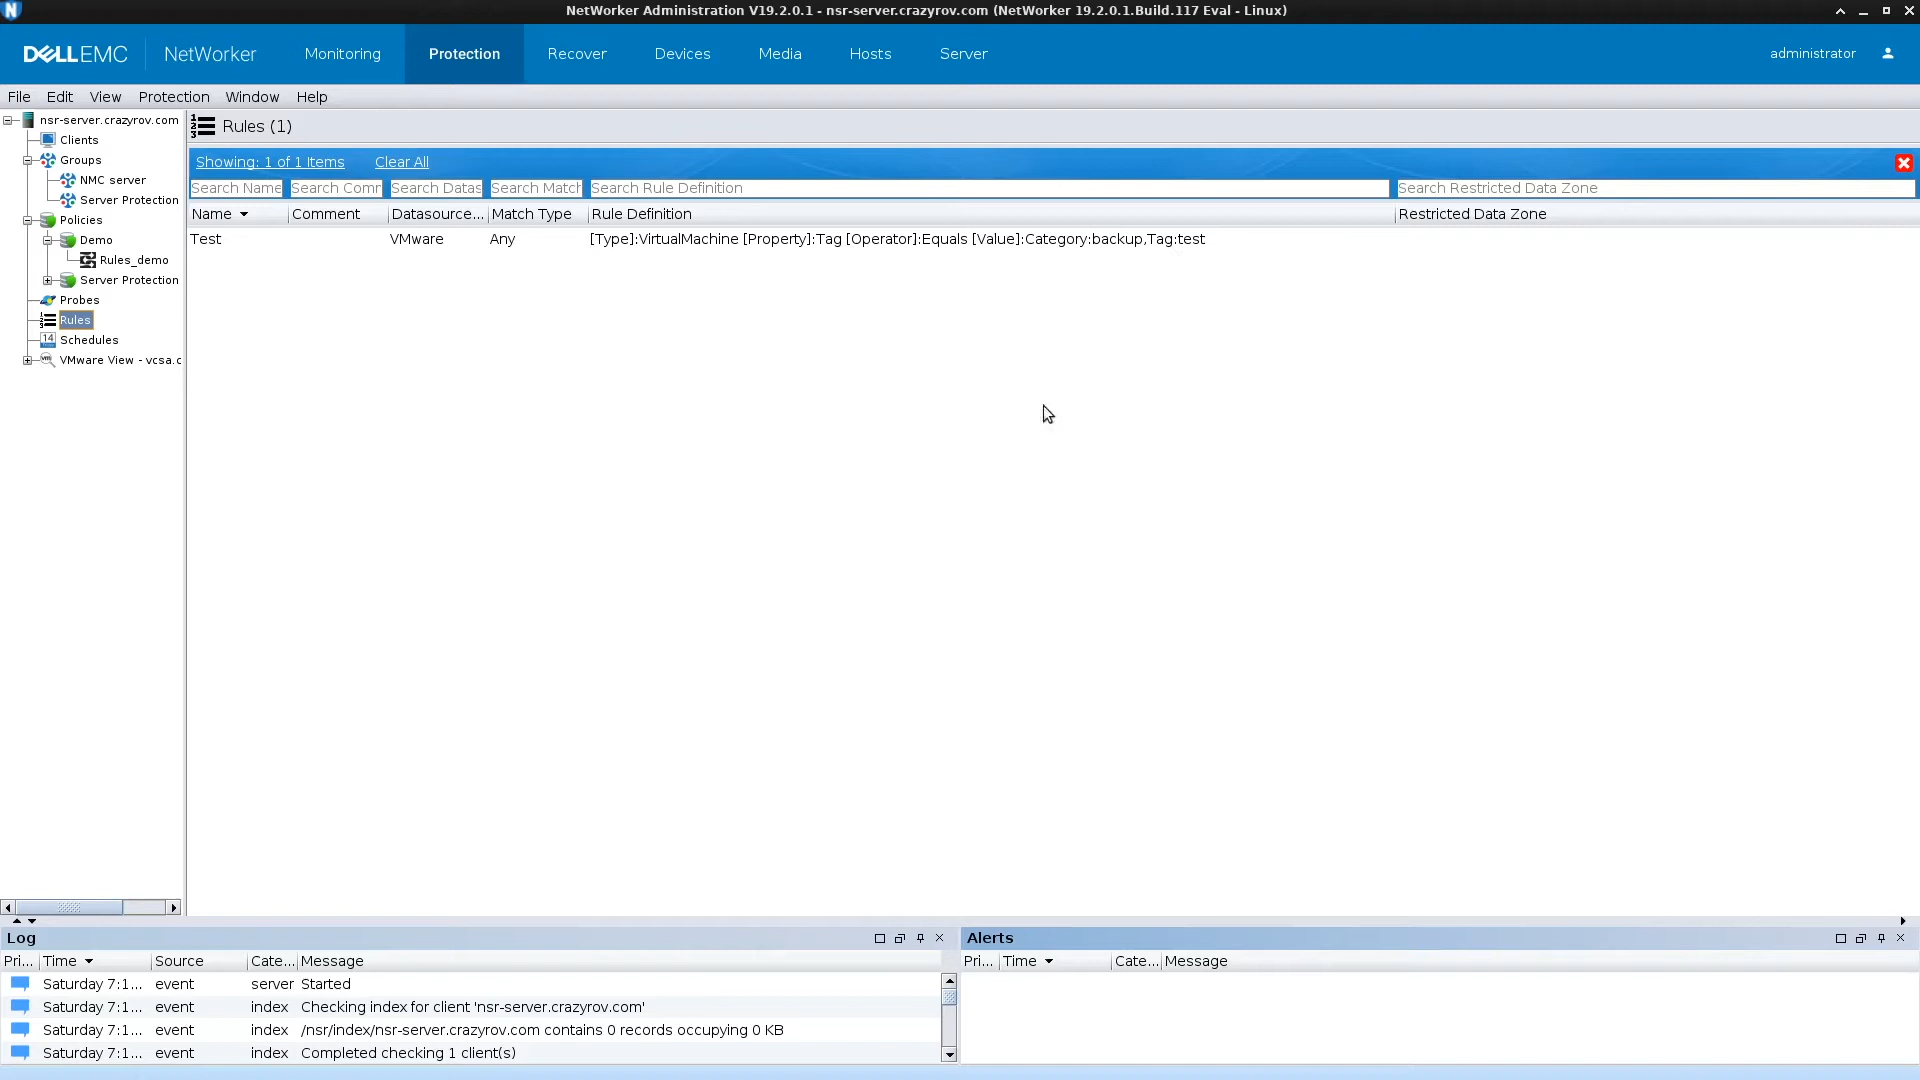 N NetWorker Administration V19.2.0.1 - nsr-server.crazyrov.com (NetWorker 19.2.0.1.Build.117 Eval - Linux)
DELLEMC NetWorker Monitoring Protection Recover Devices Media Hosts Server administrator
File Edit View Protection Window Help
nsr-server.crazyrov.com
Clients
Groups
NMC server
Server Protection
Policies
Demo
Rules_demo
Server Protection
Probes
Rules
14 Schedules
vm VMware View - vcsa.c
Rules (1)
Showing: 1 of 1 Items Clear All
Search Name Search Comm Search Datas Search Match Search Rule Definition Search Restricted Data Zone
Name Comment Datasource... Match Type Rule Definition Restricted Data Zone
Test VMware Any [Type]:VirtualMachine [Property]:Tag [Operator]:Equals [Value]:Category:backup,Tag:test
Log
Pri... Time Source Cate... Message
Saturday 7:1... event server Started
Saturday 7:1... event index Checking index for client 'nsr-server.crazyrov.com'
Saturday 7:1... event index /nsr/index/nsr-server.crazyrov.com contains 0 records occupying 0 KB
Saturday 7:1... event index Completed checking 1 client(s)
Alerts
Pri... Time Cate... Message